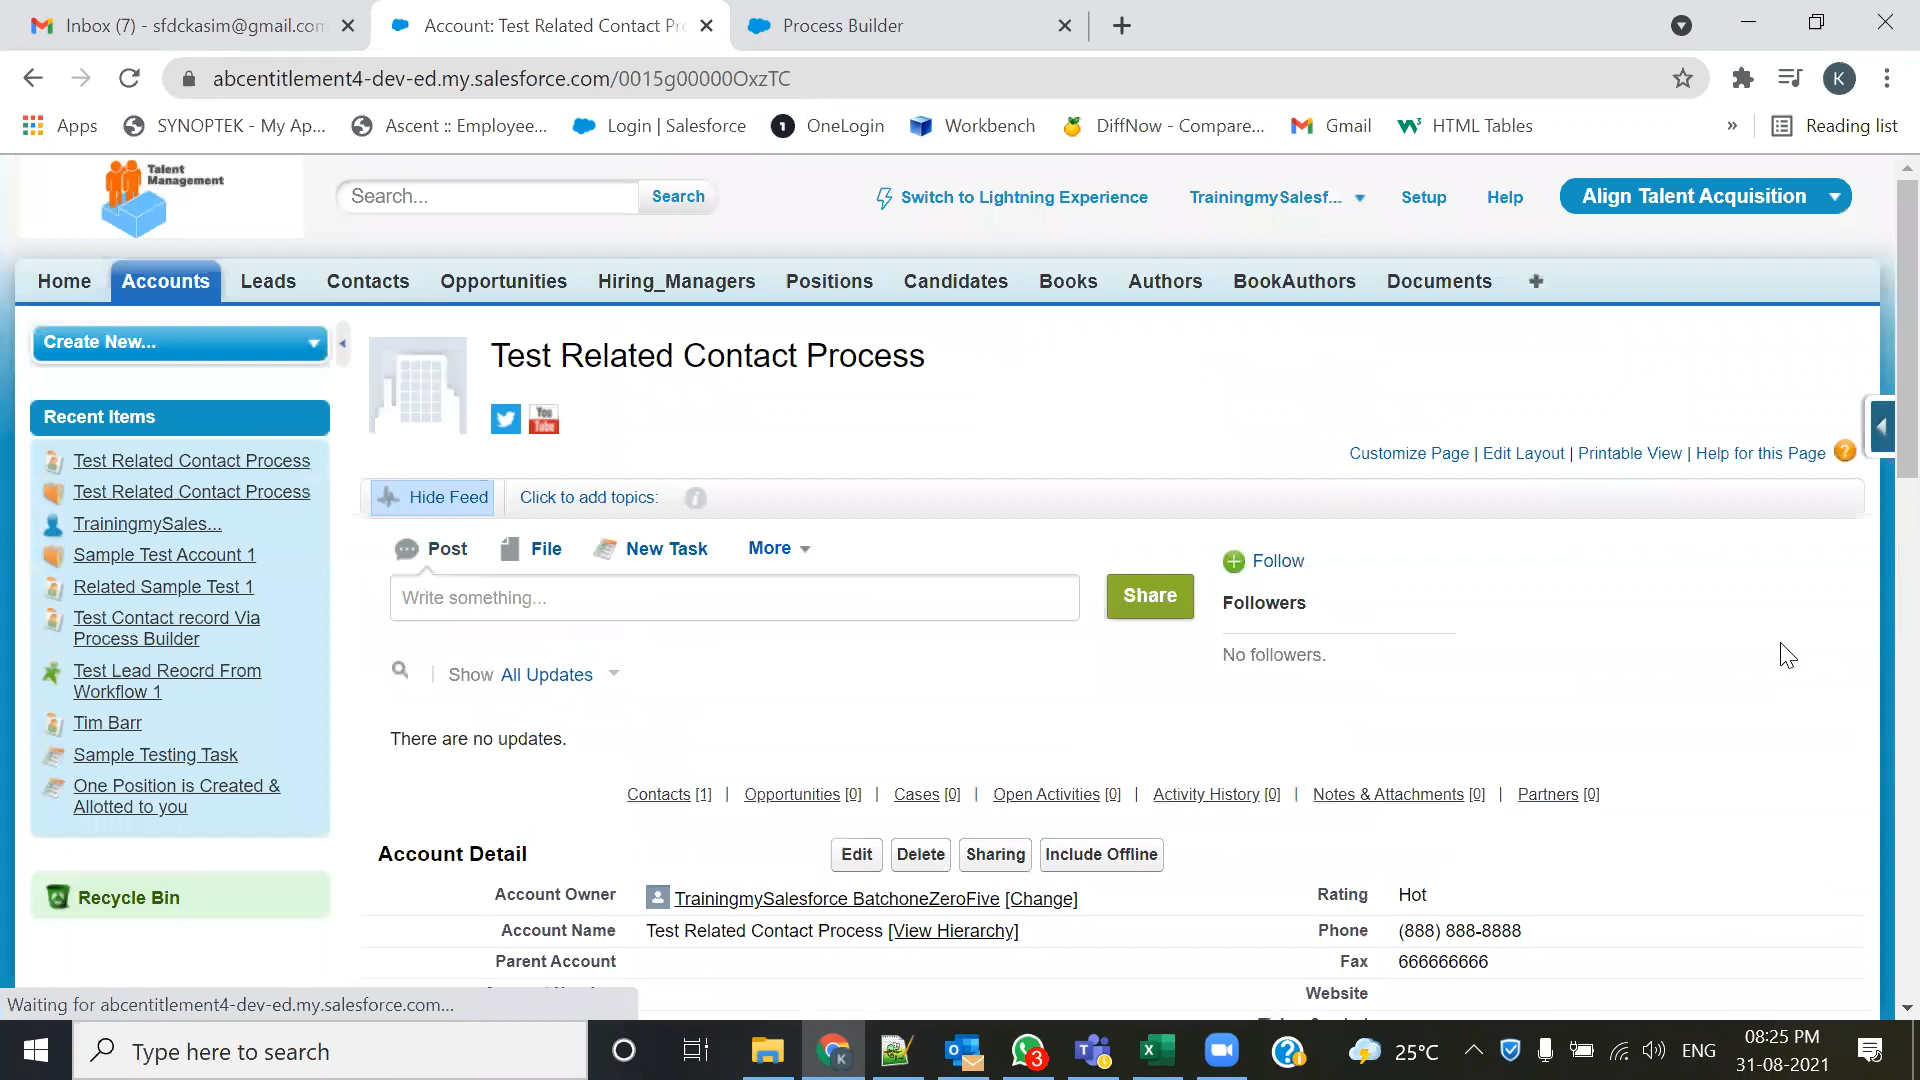 Inbox (7) - sfdckasim@gmail.com
Account: Test Related Contact Pr
Process Builder
abcentitlement4-dev-ed.my.salesforce.com/0015g00000OxzTC
K
Apps
SYNOPTEK - My Ap...
Ascent :: Employee...
Login | Salesforce
OneLogin
Workbench
DiffNow - Compare...
Gmail
HTML Tables
»
Reading list
Talent Management
Search...
Search
Switch to Lightning Experience
TrainingmySalesf...
Setup
Help
Align Talent Acquisition
Home
Accounts
Leads
Contacts
Opportunities
Hiring_Managers
Positions
Candidates
Books
Authors
BookAuthors
Documents
Create New...
Test Related Contact Process
You Tube
Recent Items
Customize Page | Edit Layout | Printable View | Help for this Page
Test Related Contact Process
Test Related Contact Process
TrainingmySales...
Sample Test Account 1
Related Sample Test 1
Test Contact record Via
Process Builder
Test Lead Reocrd From
Workflow 1
Tim Barr
Sample Testing Task
One Position is Created &
Allotted to you
Recycle Bin
Hide Feed
Click to add topics:
Post
File
New Task
More
Write something...
Share
Follow
Followers
No followers.
Show All Updates
There are no updates.
Contacts [1] | Opportunities [0] | Cases [0] | Open Activities [0] | Activity History [0] | Notes & Attachments [0] | Partners [0]
Account Detail
Edit
Delete
Sharing
Include Offline
Account Owner TrainingmySalesforce BatchoneZeroFive [Change]
Rating Hot
Account Name Test Related Contact Process [View Hierarchy]
Phone (888) 888-8888
Parent Account
Fax 666666666
Website
Waiting for abcentitlement4-dev-ed.my.salesforce.com...
Type here to search
3
25°C
ENG
08:25 PM
31-08-2021